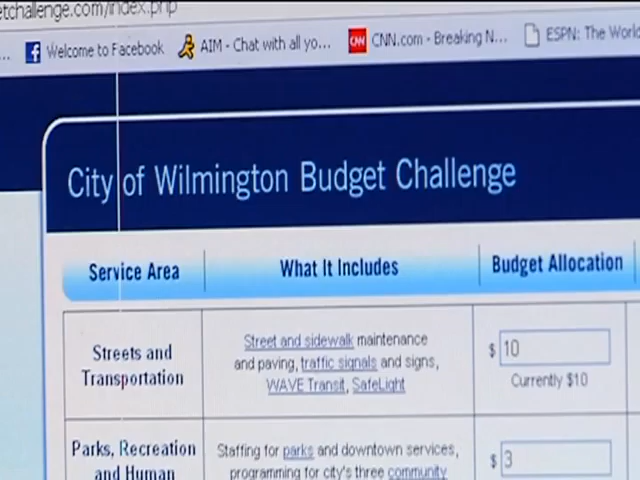 etchallenge.com/index.php
Welcome to Facebook AIM - Chat with all yo... CNN CNN.com - Breaking N... ESPN: The World
City of Wilmington Budget Challenge
Service Area What It Includes Budget Allocation
Streets and Transportation
Street and sidewalk maintenance
and paving, traffic signals and signs,
WAVE Transit, SafeLight
$ 10
Currently $10
Parks, Recreation
and Human
Staffing for parks and downtown services,
programming for city's three community
$ 3